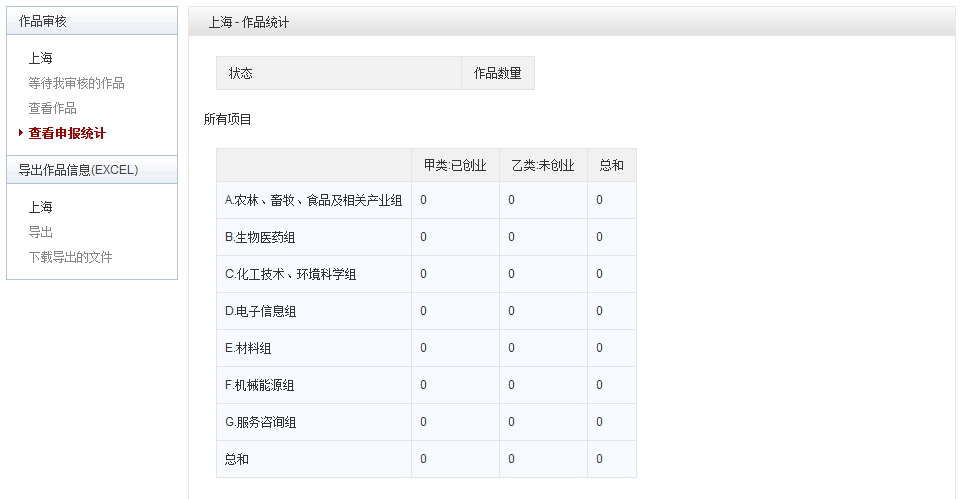 作品审核
上海
等待我审核的作品
查看作品
查看申报统计
导出作品信息(EXCEL)
上海
导出
下载导出的文件
上海 - 作品统计
状态 作品数量
所有项目
甲类:已创业 乙类:未创业 总和
A.农林、畜牧、食品及相关产业组 0 0 0
B.生物医药组 0 0 0
C.化工技术、环境科学组 0 0 0
D.电子信息组 0 0 0
E.材料组 0 0 0
F.机械能源组 0 0 0
G.服务咨询组 0 0 0
总和 0 0 0